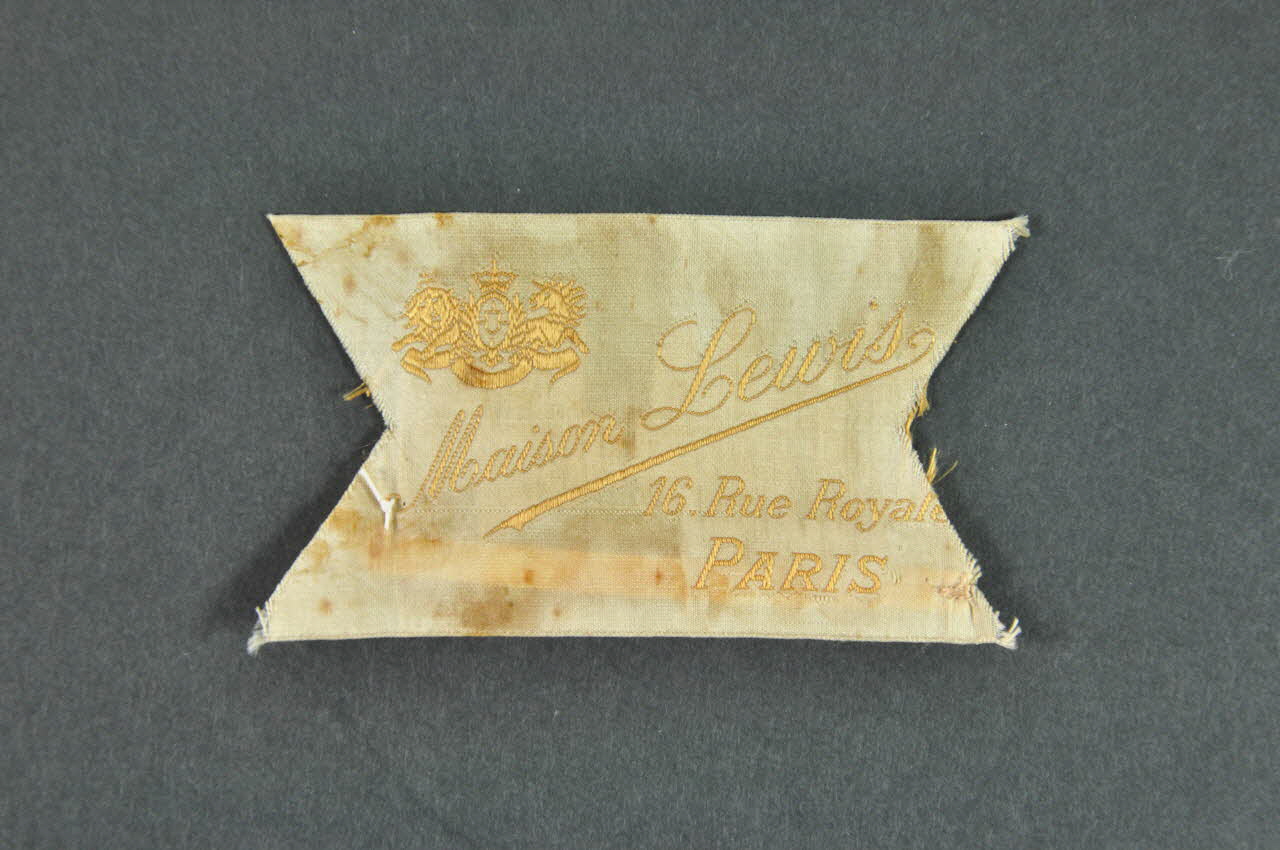 Maison Lewis
16. Rue Royale
PARIS